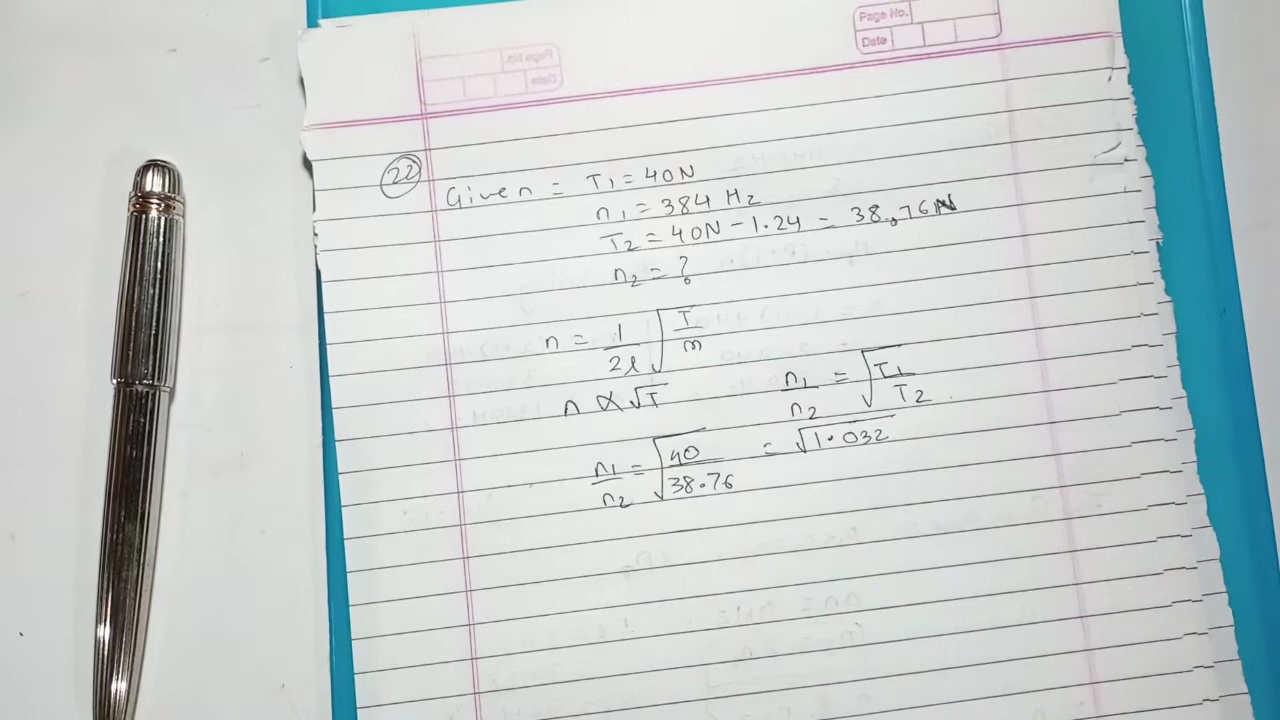 Page No.
Date
(22) Given = T₁ = 40N
n₁ = 384 Hz
T₂ = 40N - 1.24 = 38.76N
n₂ = ?
n = 1/2l √(T/m)
n ∝ √T n₁/n₂ = √(T₁/T₂)
n₁/n₂ = √(40/38.76) = √1.032